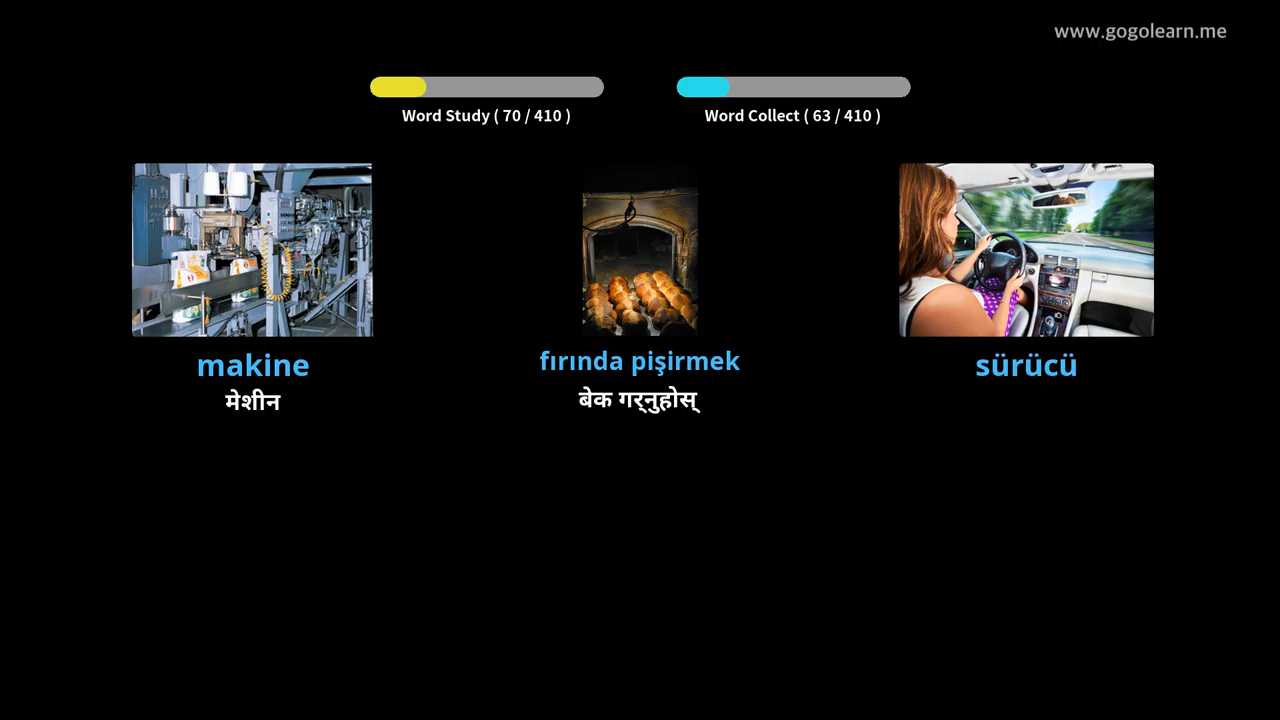 www.gogolearn.me
Word Study ( 70 / 410 )
Word Collect ( 63 / 410 )
makine
मेशीन
fırında pişirmek
बेक गर्नुहोस्
sürücü